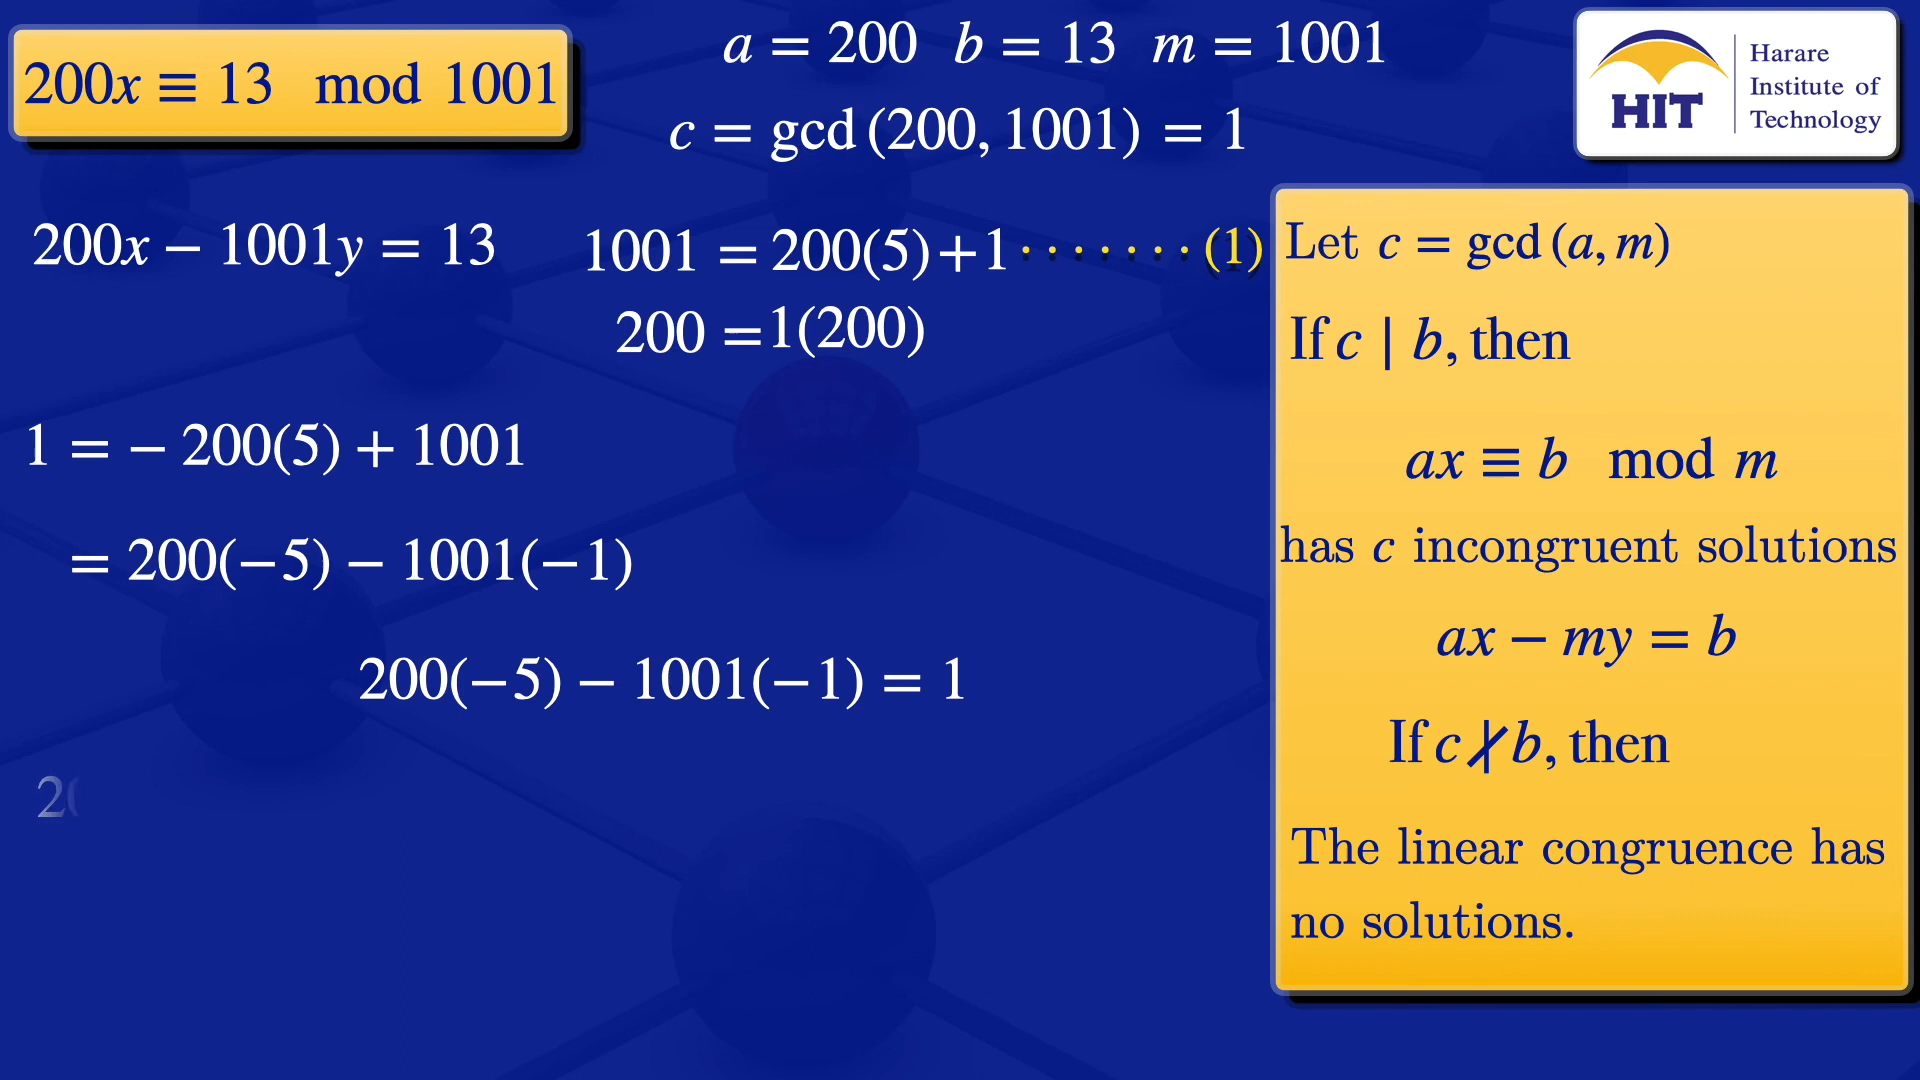 200x ≡ 13 mod 1001
a = 200 b = 13 m = 1001
c = gcd (200, 1001) = 1
HIT
Harare
Institute of
Technology
200x − 1001y = 13
1001 = 200(5) + 1 · · · · · · · (1)
200 = 1(200)
1 = − 200(5) + 1001
= 200(−5) − 1001(−1)
200(−5) − 1001(−1) = 1
20
Let c = gcd (a, m)
If c | b, then
ax ≡ b mod m
has c incongruent solutions
ax − my = b
If c ∤ b, then
The linear congruence has
no solutions.